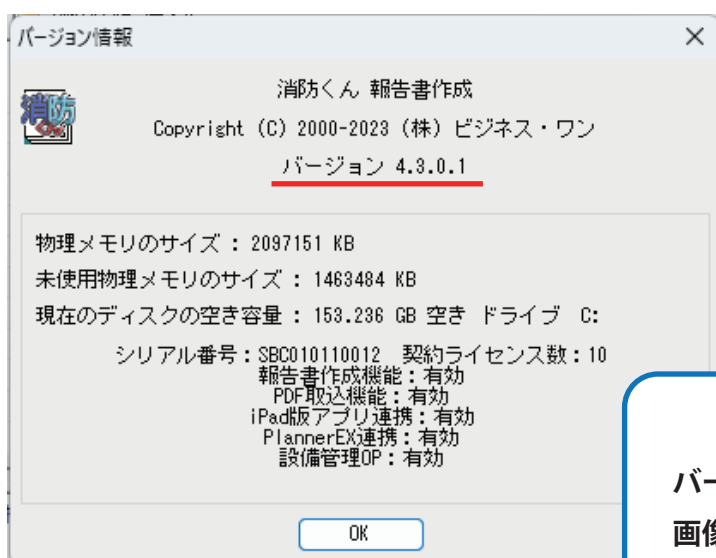 バージョン情報
消防くん 報告書作成
消防
Copyright (C) 2000-2023 (株) ビジネス・ワン
バージョン 4.3.0.1
物理メモリのサイズ : 2097151 KB
未使用物理メモリのサイズ : 1463484 KB
現在のディスクの空き容量 : 153.236 GB 空き ドライブ C:
シリアル番号:SBC010110012 契約ライセンス数:10
報告書作成機能:有効
PDF取込機能:有効
iPad版アプリ連携:有効
PlannerEX連携:有効
設備管理OP:有効
バー
画像
OK